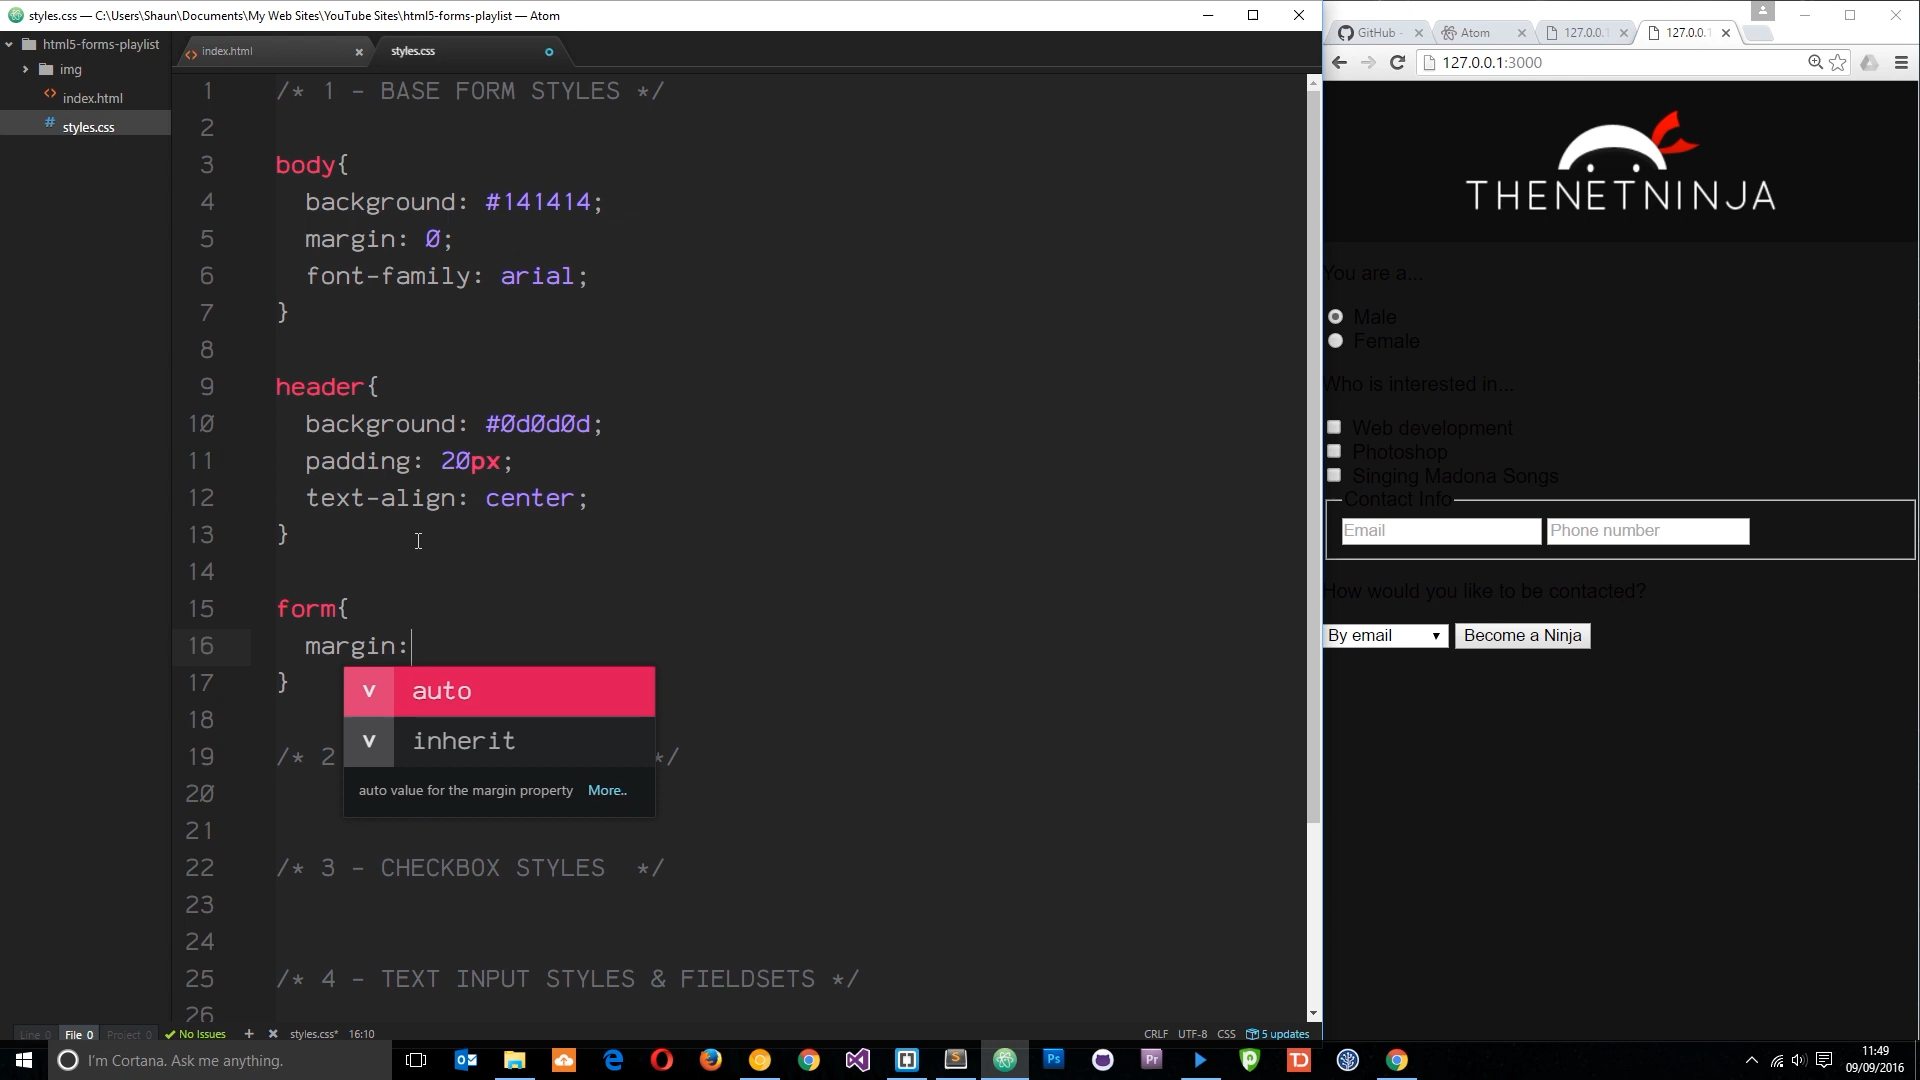 styles.css — C:\Users\Shaun\Documents\My Web Sites\YouTube Sites\html5-forms-playlist — Atom
html5-forms-playlist
img
index.html
styles.css
index.html
styles.css
1 /* 1 - BASE FORM STYLES */
2
3 body{
4 background: #141414;
5 margin: 0;
6 font-family: arial;
7 }
8
9 header{
10 background: #0d0d0d;
11 padding: 20px;
12 text-align: center;
13 }
14
15 form{
16 margin:
17 }
18
19 /* 2 */
20
21
22 /* 3 - CHECKBOX STYLES */
23
24
25 /* 4 - TEXT INPUT STYLES & FIELDSETS */
26
v auto
v inherit
auto value for the margin property More..
Line 0 File 0 Project 0 No Issues + styles.css* 16:10
CRLF UTF-8 CSS 5 updates
GitHub -
Atom
127.0.0.1
127.0.0.1
127.0.0.1:3000
THENETNINJA
You are a...
Male
Female
Who is interested in...
Web development
Photoshop
Singing Madona Songs
Contact Info
Email Phone number
How would you like to be contacted?
By email Become a Ninja
I'm Cortana. Ask me anything.
11:49
09/09/2016